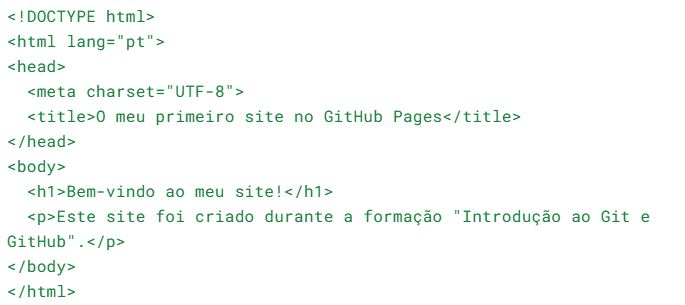 <!DOCTYPE html>
<html lang="pt">
<head>
  <meta charset="UTF-8">
  <title>O meu primeiro site no GitHub Pages</title>
</head>
<body>
  <h1>Bem-vindo ao meu site!</h1>
  <p>Este site foi criado durante a formação "Introdução ao Git e
GitHub".</p>
</body>
</html>